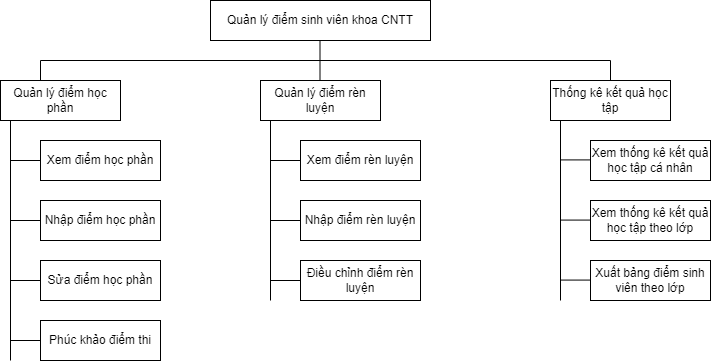 Quản lý điểm sinh viên khoa CNTT
Quản lý điểm học
phần
Quản lý điểm rèn
luyện
Thống kê kết quả học
tập
Xem điểm học phần
Xem điểm rèn luyện
Xem thống kê kết quả
học tập cá nhân
Nhập điểm học phần
Nhập điểm rèn luyện
Xem thống kê kết quả
học tập theo lớp
Sửa điểm học phần
Điều chỉnh điểm rèn
luyện
Xuất bảng điểm sinh
viên theo lớp
Phúc khảo điểm thi